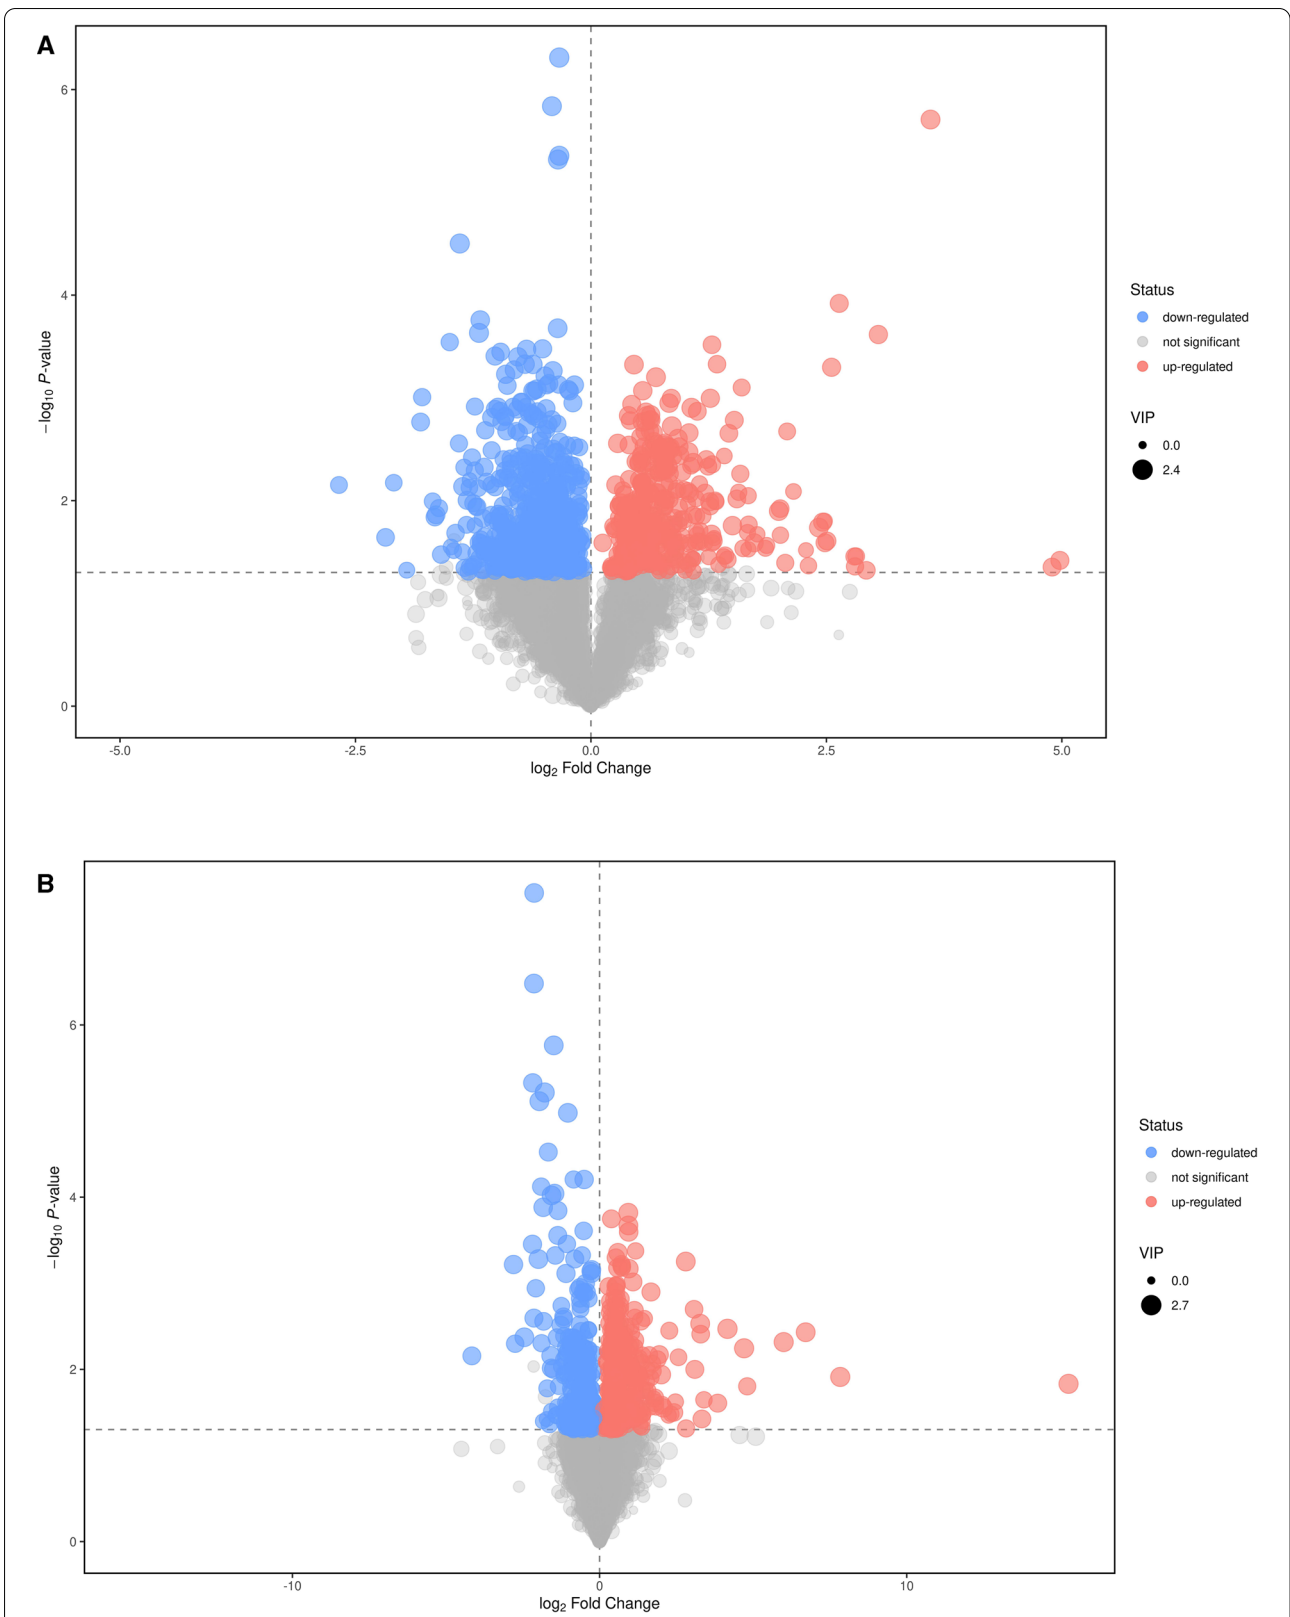 A
6
4
2
0
−log10 P-value
-5.0 -2.5 0.0 2.5 5.0
log2 Fold Change
Status
down-regulated
not significant
up-regulated
VIP
0.0
2.4
B
6
4
2
0
−log10 P-value
-10 0 10
log2 Fold Change
Status
down-regulated
not significant
up-regulated
VIP
0.0
2.7